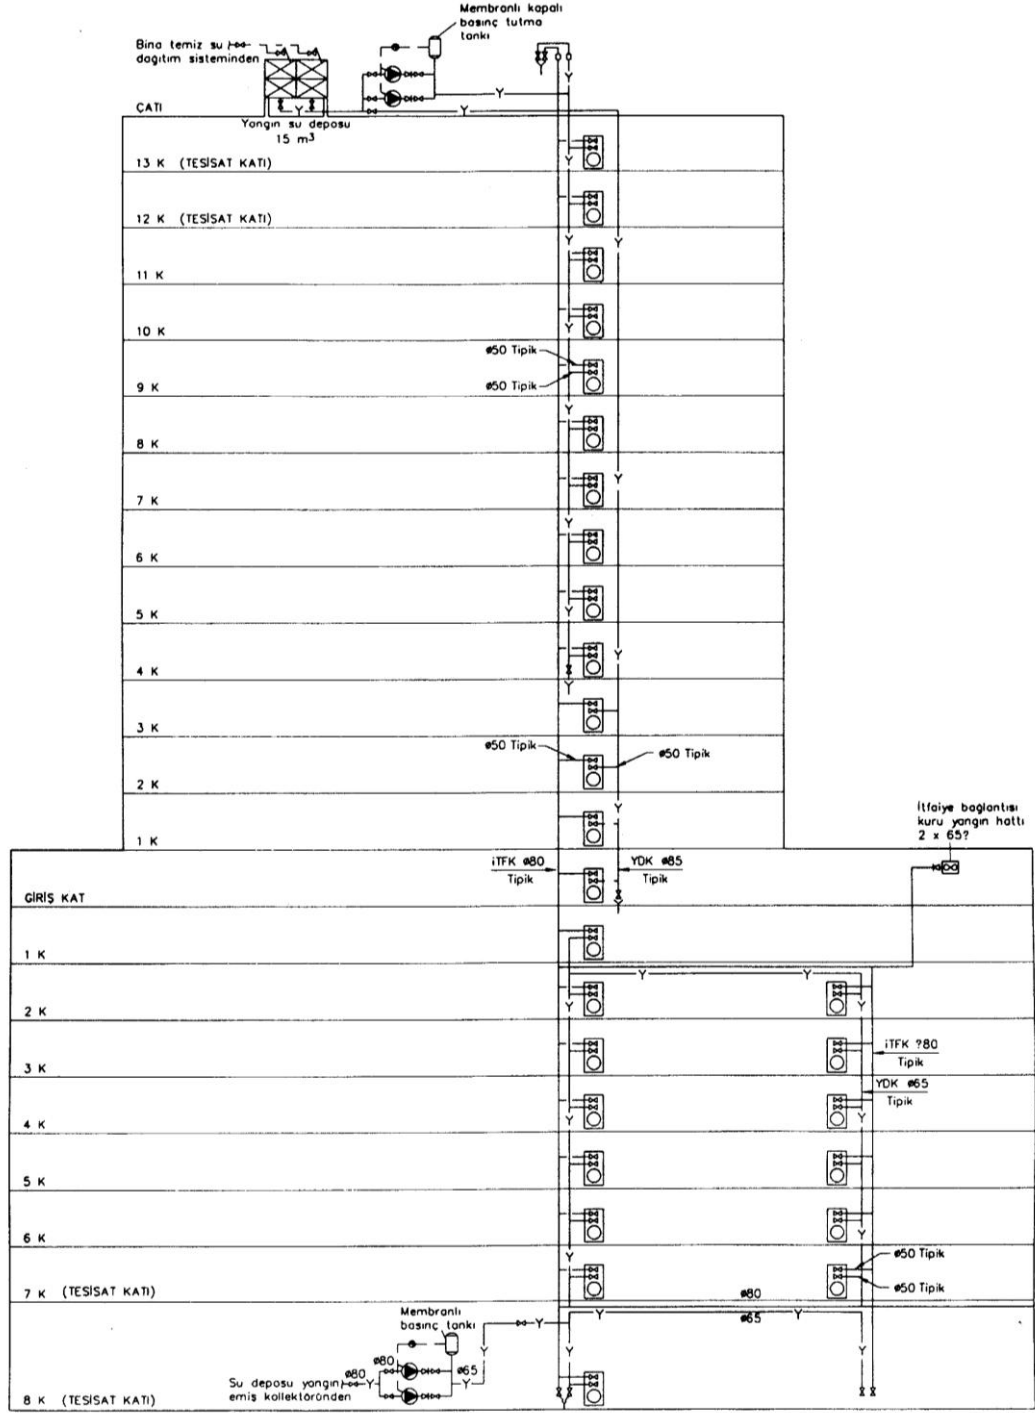 Membranlı kapalı
basınç tutma
tankı
Bina temiz su
dağıtım sisteminden
Y
Y
Y
Y
ÇATI
Yangın su deposu
15 m³
Y
13 K (TESİSAT KATI)
Y
12 K (TESİSAT KATI)
Y
Y
11 K
10 K
Y
ø50 Tipik
ø50 Tipik
9 K
Y
8 K
Y
7 K
Y
6 K
5 K
Y
4 K
Y
Y
3 K
ø50 Tipik
ø50 Tipik
2 K
Y
1 K
İtfaiye bağlantısı
kuru yangın hattı
2 x 65?
İTFK ø80
Tipik
YDK ø85
Tipik
GİRİŞ KAT
Y
1 K
Y
Y
2 K
Y
Y
3 K
İTFK ?80
Tipik
YDK ø65
Tipik
4 K
Y
Y
5 K
6 K
Y
Y
ø50 Tipik
ø50 Tipik
7 K (TESİSAT KATI)
Y
ø80
ø65
Membranlı
basınç tankı
Y
Y
Y
Y
Y
Y
ø80
ø80
ø65
Su deposu yangın
emiş kollektöründen
Y
Y
8 K (TESİSAT KATI)